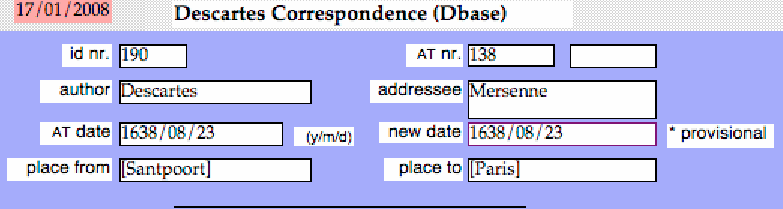 17/01/2008 Descartes Correspondence (Dbase)
id nr. 190 AT nr. 138
author Descartes addressee Mersenne
AT date 1638/08/23 (y/m/d) new date 1638/08/23 * provisional
place from [Santpoort] place to [Paris]